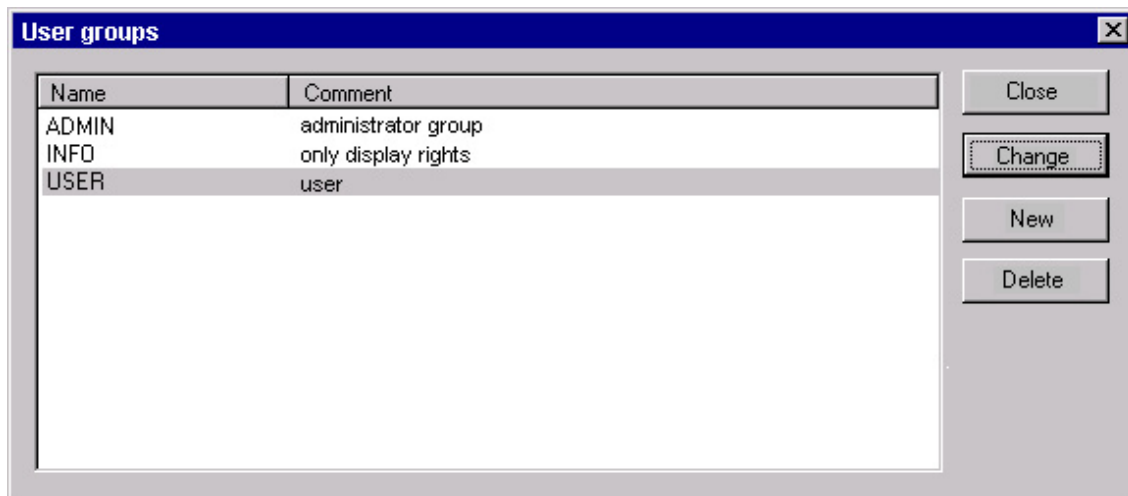 User groups
Name Comment
ADMIN administrator group
INFO only display rights
USER user
Close
Change
New
Delete